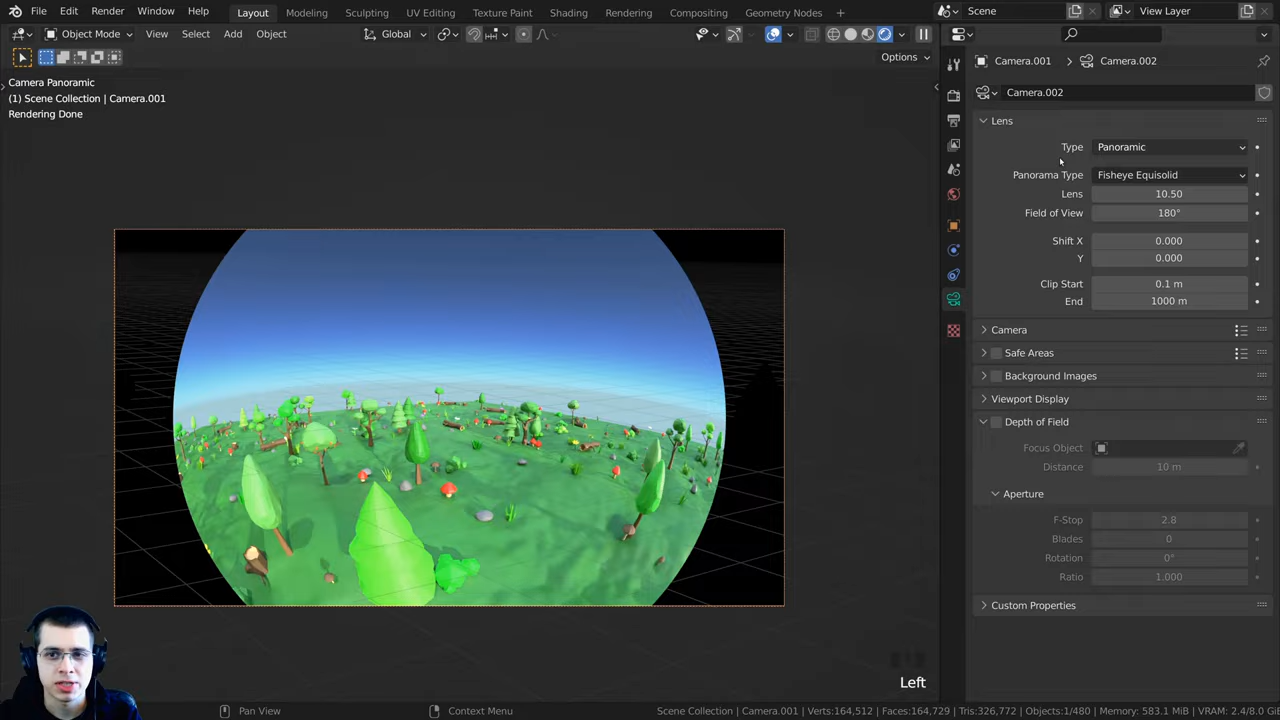 File Edit Render Window Help Layout Modeling Sculpting UV Editing Texture Paint Shading Rendering Compositing Geometry Nodes + Scene View Layer
Object Mode View Select Add Object Global
Options
Camera Panoramic
(1) Scene Collection | Camera.001
Rendering Done
Camera.001 Camera.002
Camera.002
Lens
Type Panoramic
Panorama Type Fisheye Equisolid
Lens 10.50
Field of View 180°
Shift X 0.000
Y 0.000
Clip Start 0.1 m
End 1000 m
Camera
Safe Areas
Background Images
Viewport Display
Depth of Field
Focus Object
Distance 10 m
Aperture
F-Stop 2.8
Blades 0
Rotation 0°
Ratio 1.000
Custom Properties
Left
Pan View Context Menu Scene Collection | Camera.001 Verts:164,512 | Faces:164,729 | Tris:326,772 | Objects:1/480 | Memory: 583.1 MiB | VRAM: 2.4/8.0 Gi